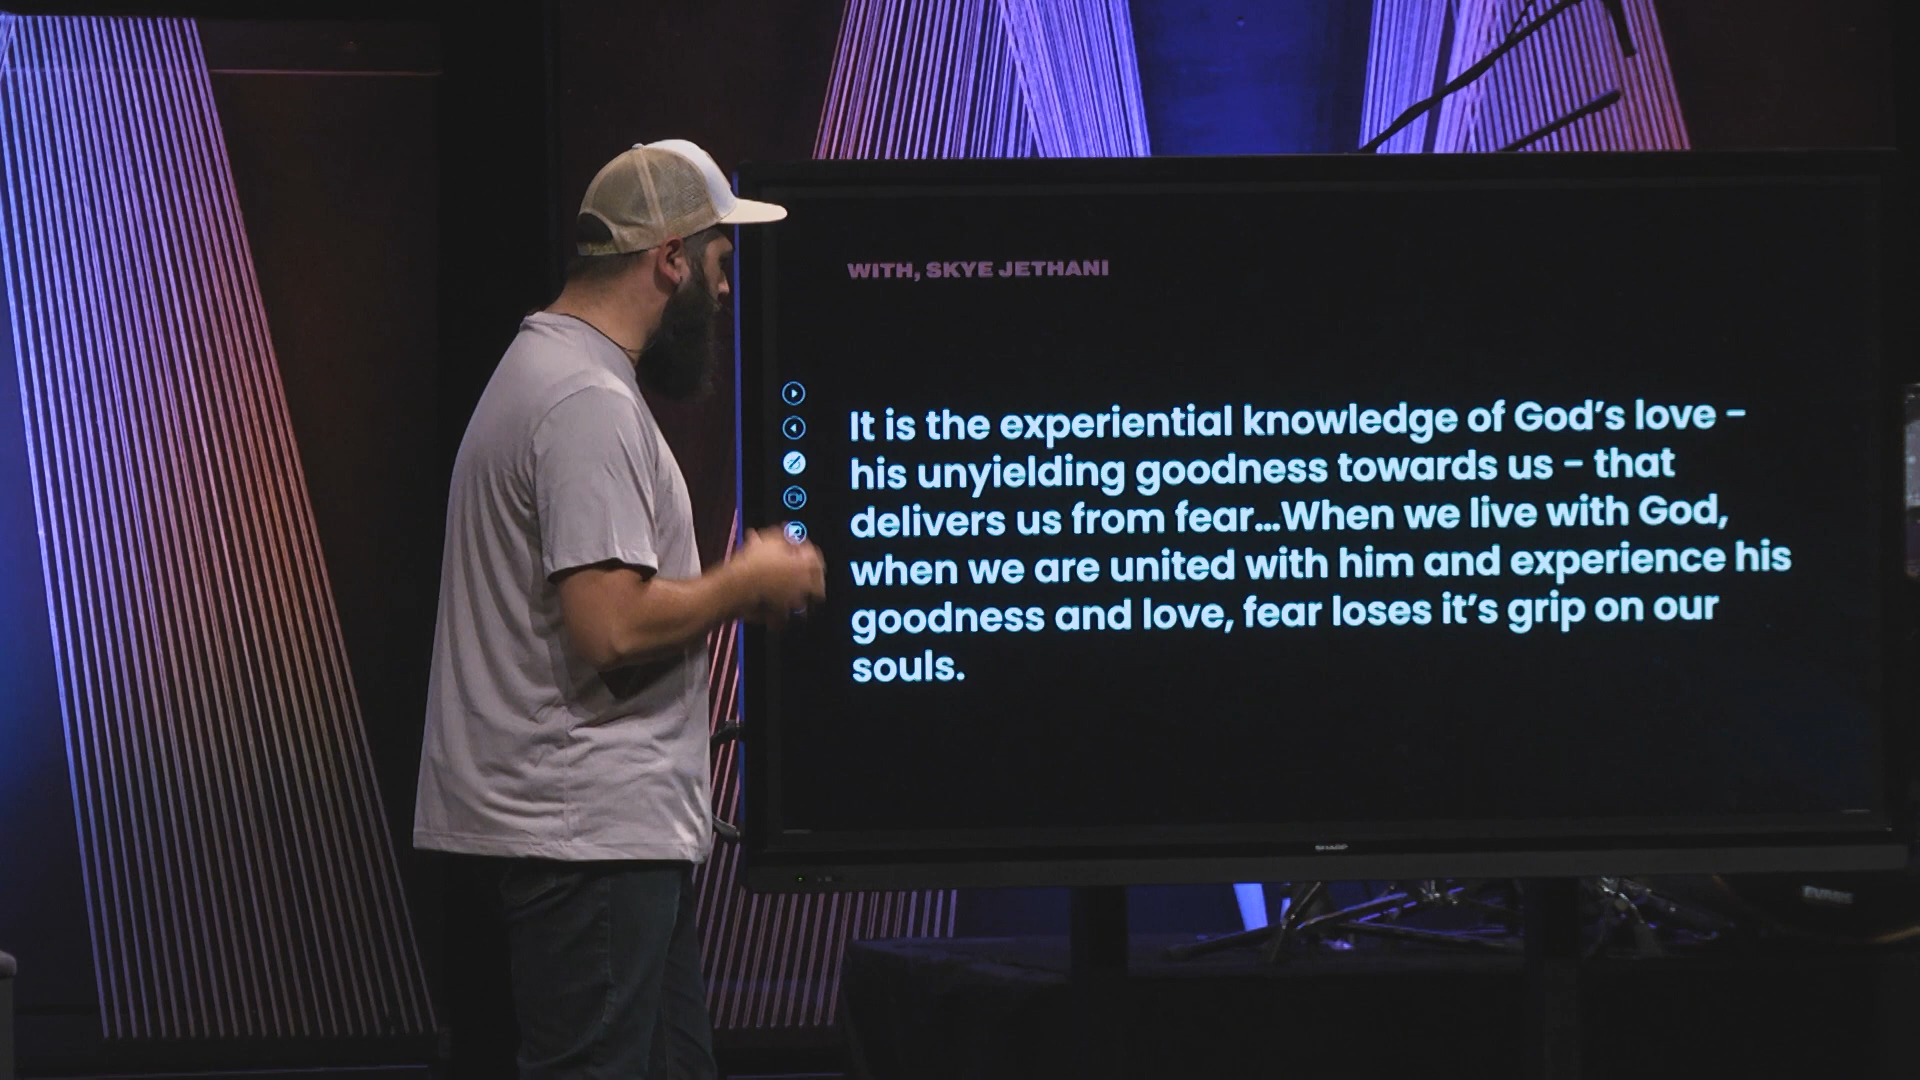 WITH, SKYE JETHANI
It is the experiential knowledge of God’s love –
his unyielding goodness towards us – that
delivers us from fear...When we live with God,
when we are united with him and experience his
goodness and love, fear loses it’s grip on our
souls.
SHARP